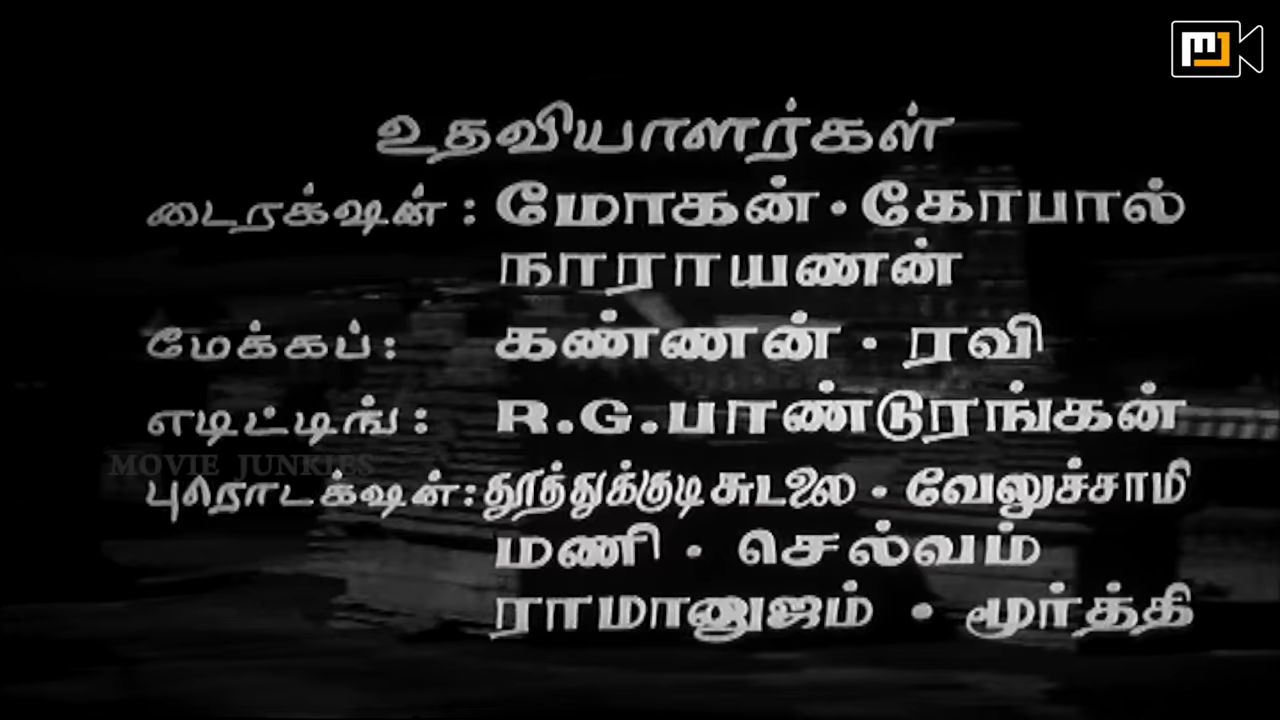 உதவியாளர்கள்
டைரக்‌ஷன் : மோகன் • கோபால்
நாராயணன்
மேக்கப் : கண்ணன் • ரவி
எடிட்டிங் : R.G.பாண்டுரங்கன்
MOVIE JUNKIES
புரொடக்‌ஷன் : தூத்துக்குடி சுடலை • வேலுச்சாமி
மணி • செல்வம்
ராமானுஜம் • மூர்த்தி